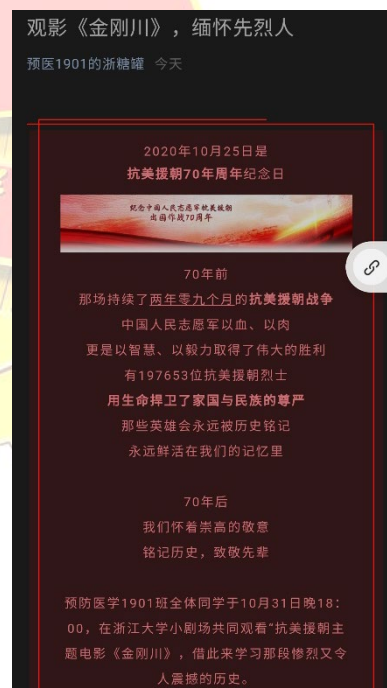 观影《金刚川》，缅怀先烈人
预医1901的浙糖罐 今天
2020年10月25日是
抗美援朝70年周年纪念日
纪念中国人民志愿军抗美援朝
出国作战70周年
70年前
那场持续了两年零九个月的抗美援朝战争
中国人民志愿军以血、以肉
更是以智慧、以毅力取得了伟大的胜利
有197653位抗美援朝烈士
用生命捍卫了家国与民族的尊严
那些英雄会永远被历史铭记
永远鲜活在我们的记忆里
70年后
我们怀着崇高的敬意
铭记历史，致敬先辈
预防医学1901班全体同学于10月31日晚18：
00，在浙江大学小剧场共同观看“抗美援朝主
题电影《金刚川》，借此来学习那段惨烈又令
人震撼的历史。